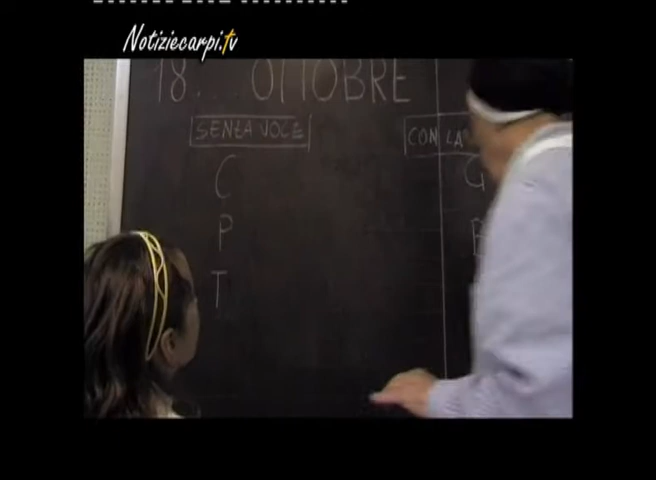 Notiziecarpi.tv
18. OTTOBRE
SENZA VOCE
CON LA
C
G
P
B
T